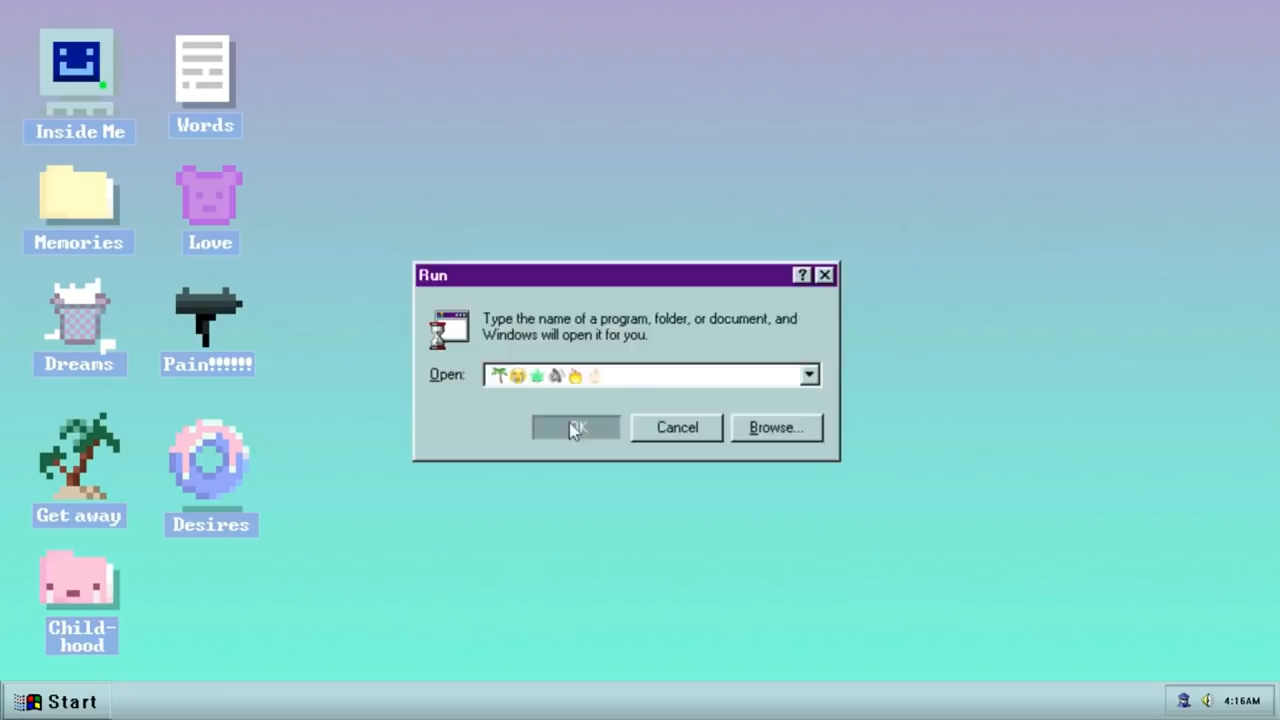 Inside Me
Words
Memories
Love
Dreams
Pain!!!!!!
Get away
Desires
Child-
hood
Run
?
Type the name of a program, folder, or document, and
Windows will open it for you.
Open: 🌴😭
OK
Cancel
Browse...
Start
4:16AM